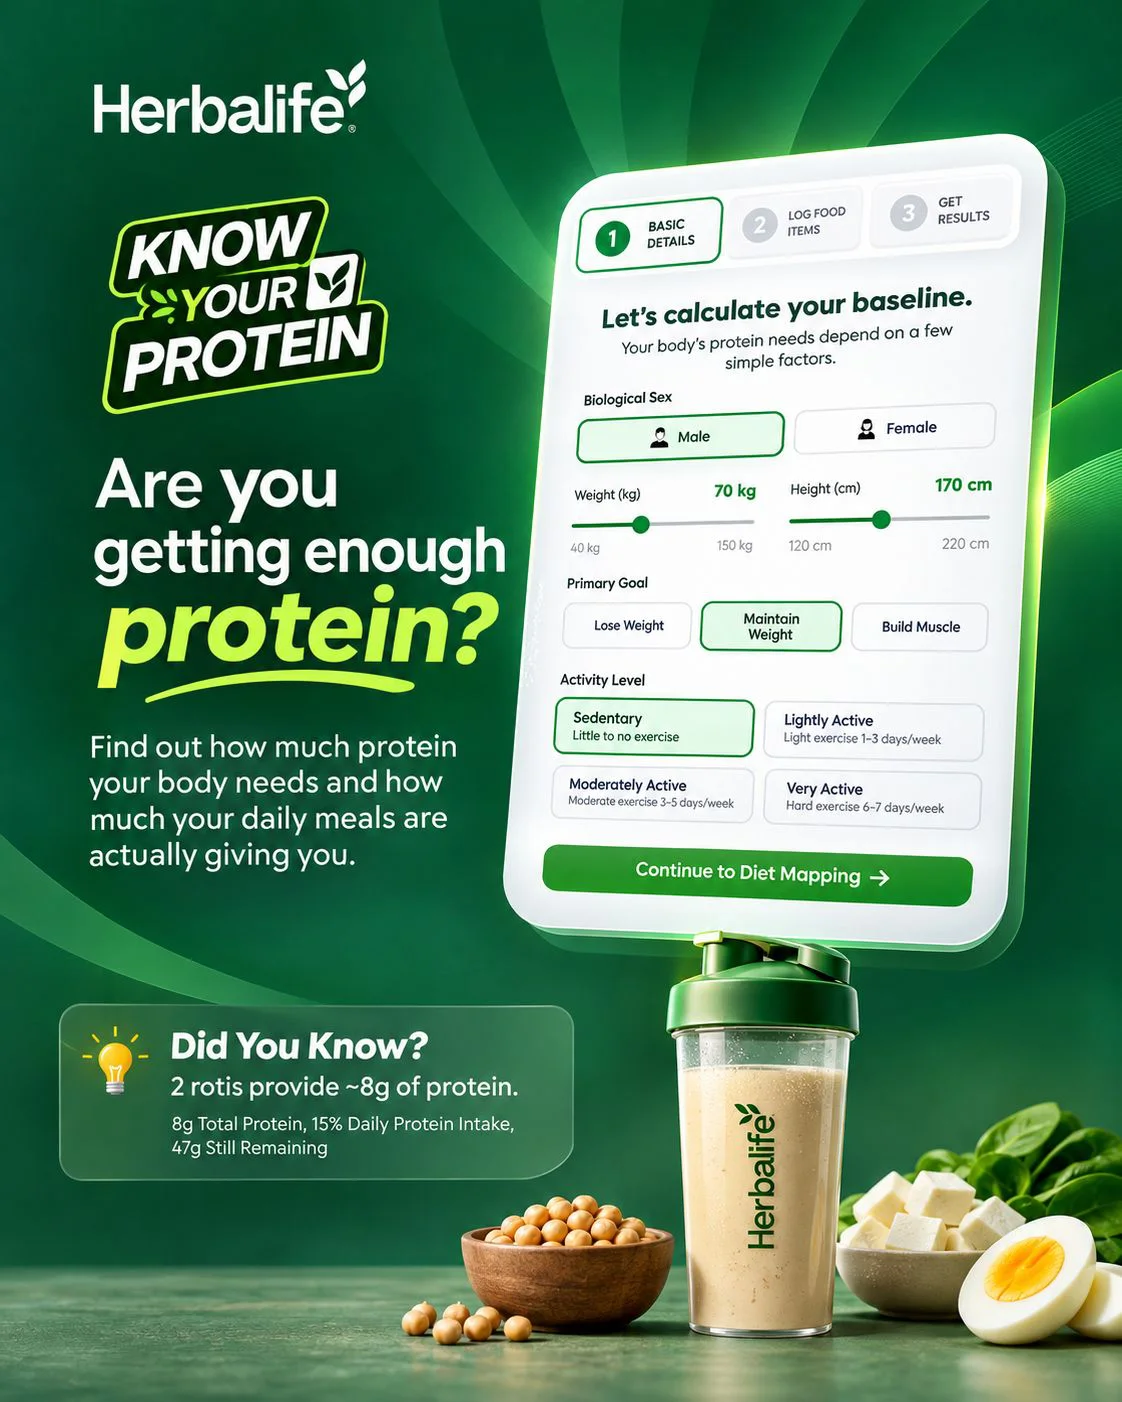 Herbalife®
KNOW
YOUR
PROTEIN
Are you
getting enough
protein?
Find out how much protein
your body needs and how
much your daily meals are
actually giving you.
1 BASIC
DETAILS
2 LOG FOOD
ITEMS
3 GET
RESULTS
Let's calculate your baseline.
Your body's protein needs depend on a few
simple factors.
Biological Sex
Male
Female
Weight (kg) 70 kg
40 kg 150 kg
Height (cm) 170 cm
120 cm 220 cm
Primary Goal
Lose Weight
Maintain
Weight
Build Muscle
Activity Level
Sedentary
Little to no exercise
Lightly Active
Light exercise 1–3 days/week
Moderately Active
Moderate exercise 3–5 days/week
Very Active
Hard exercise 6–7 days/week
Continue to Diet Mapping →
Did You Know?
2 rotis provide ~8g of protein.
8g Total Protein, 15% Daily Protein Intake,
47g Still Remaining
Herbalife